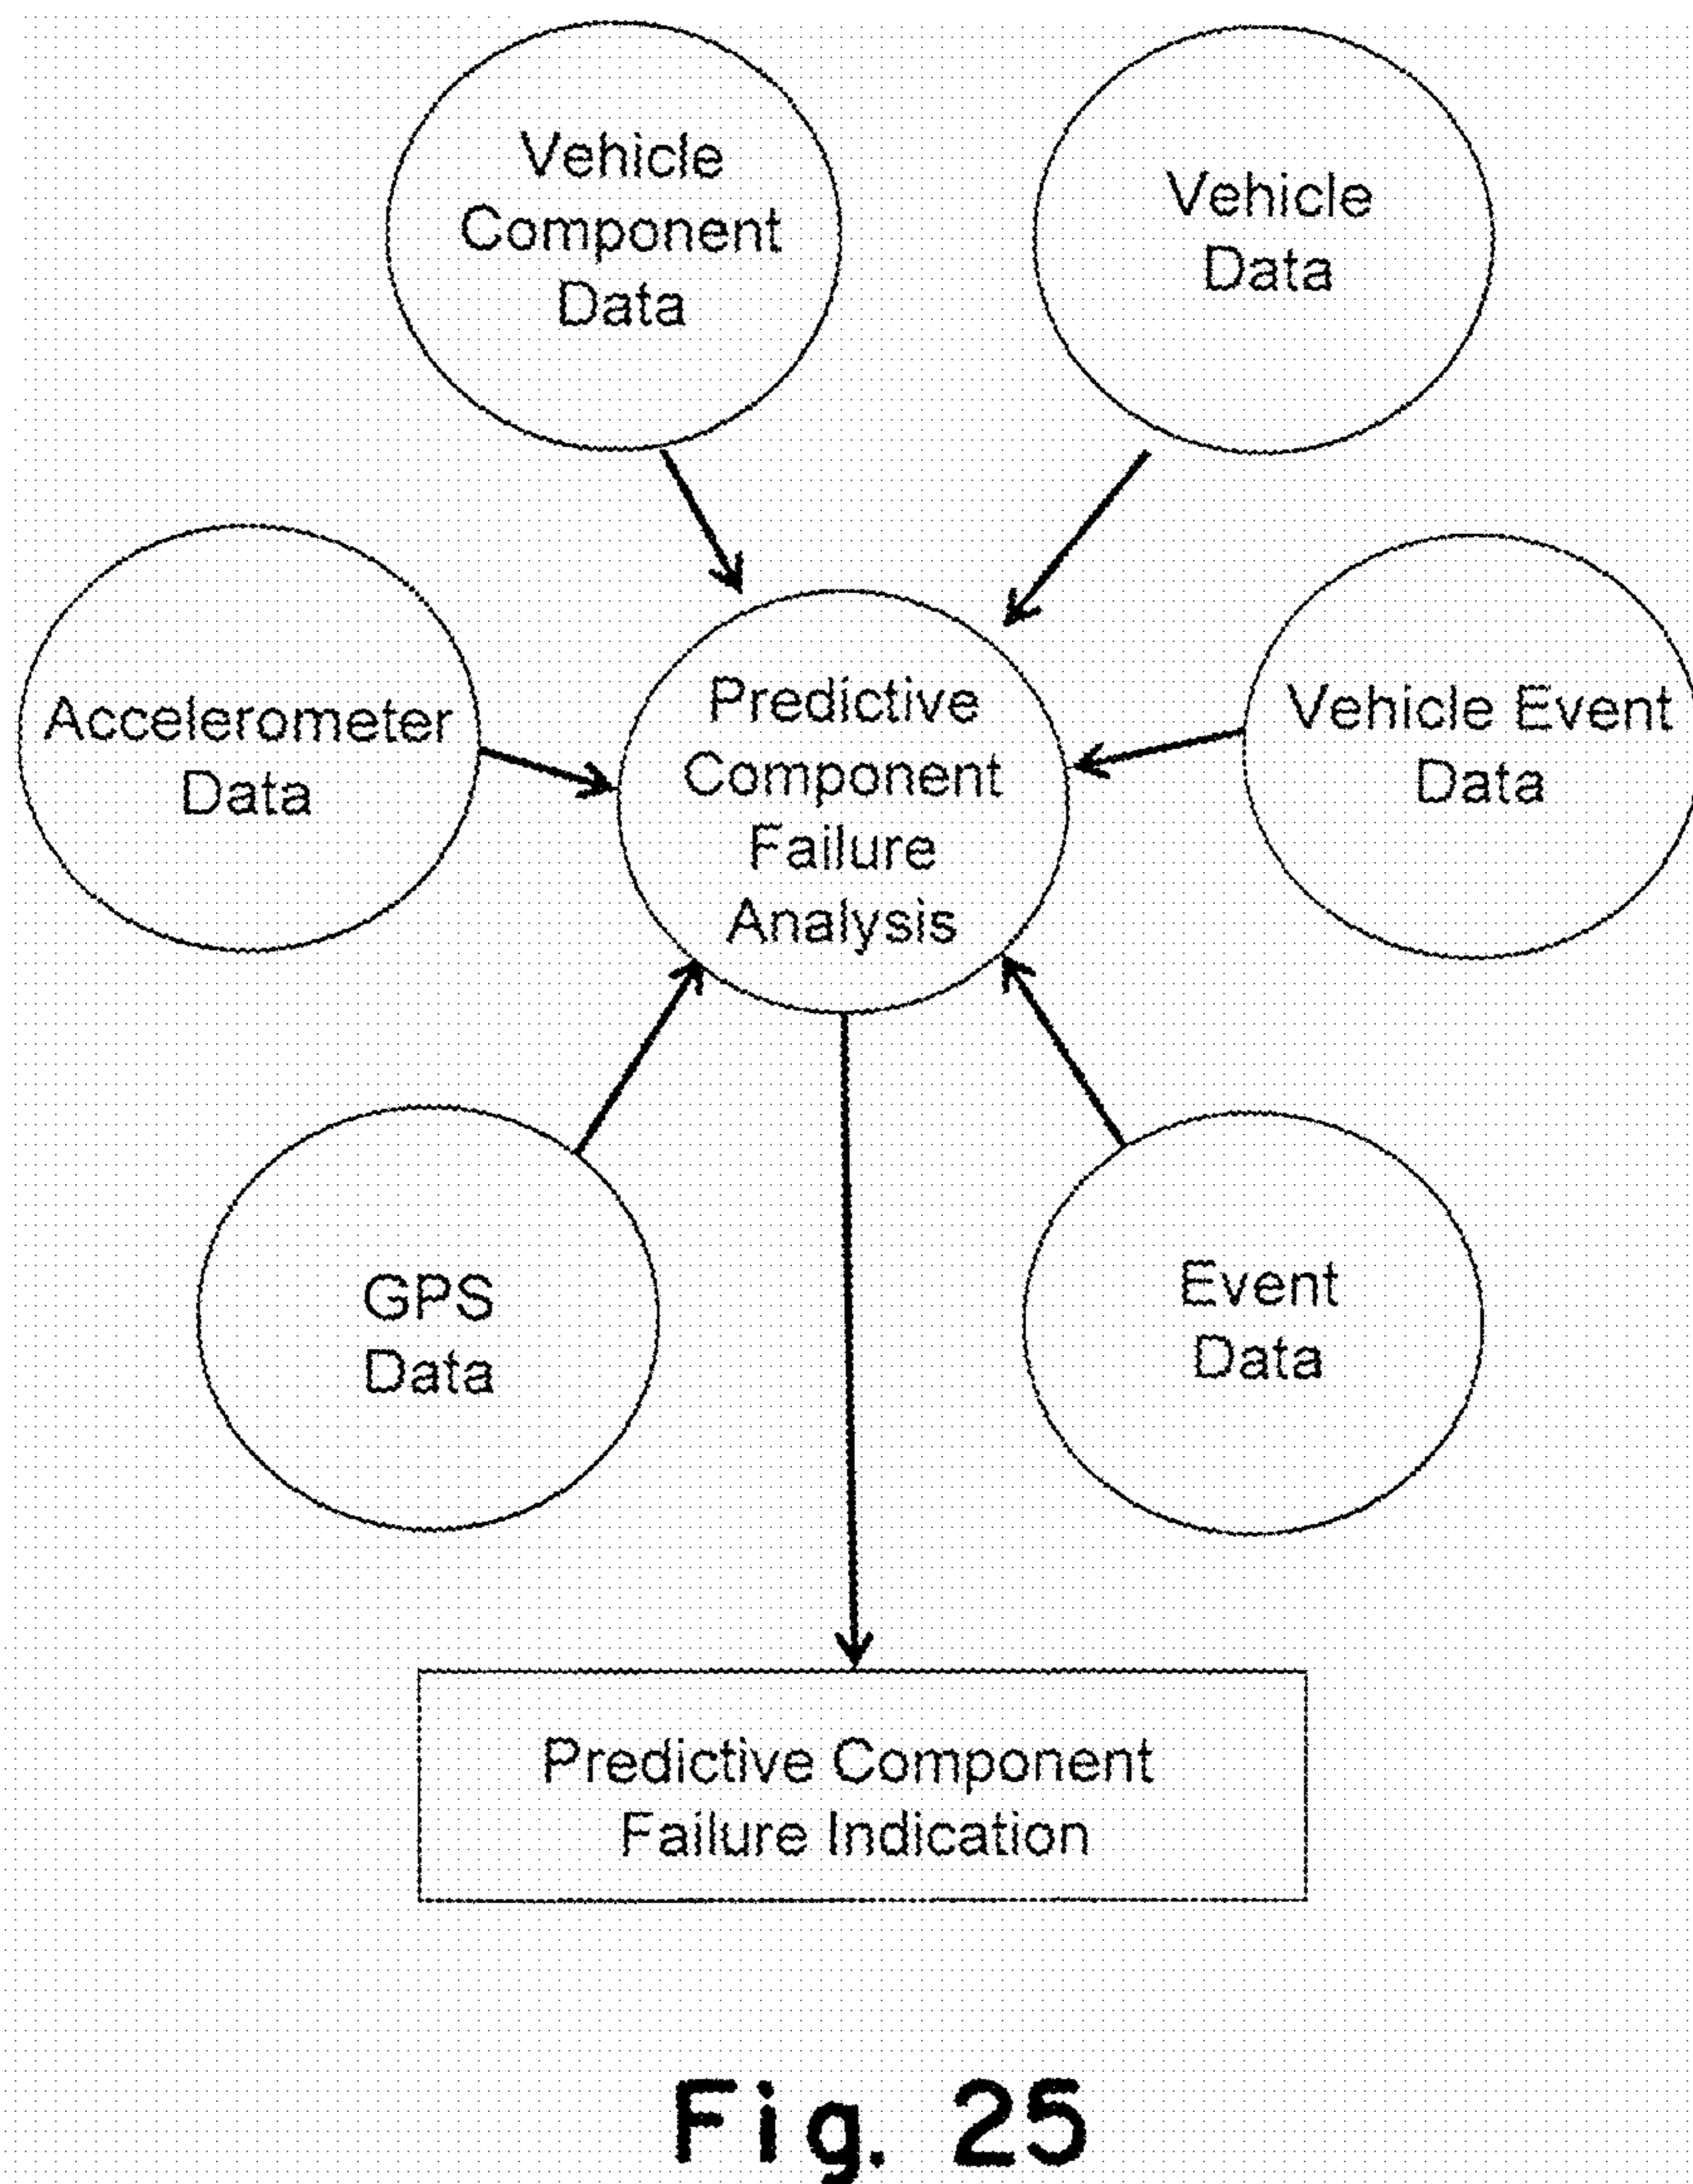 Vehicle
Component
Data
Vehicle
Data
Accelerometer
Data
Predictive
Component
Failure
Analysis
Vehicle Event
Data
GPS
Data
Event
Data
Predictive Component
Failure Indication
Fig. 25